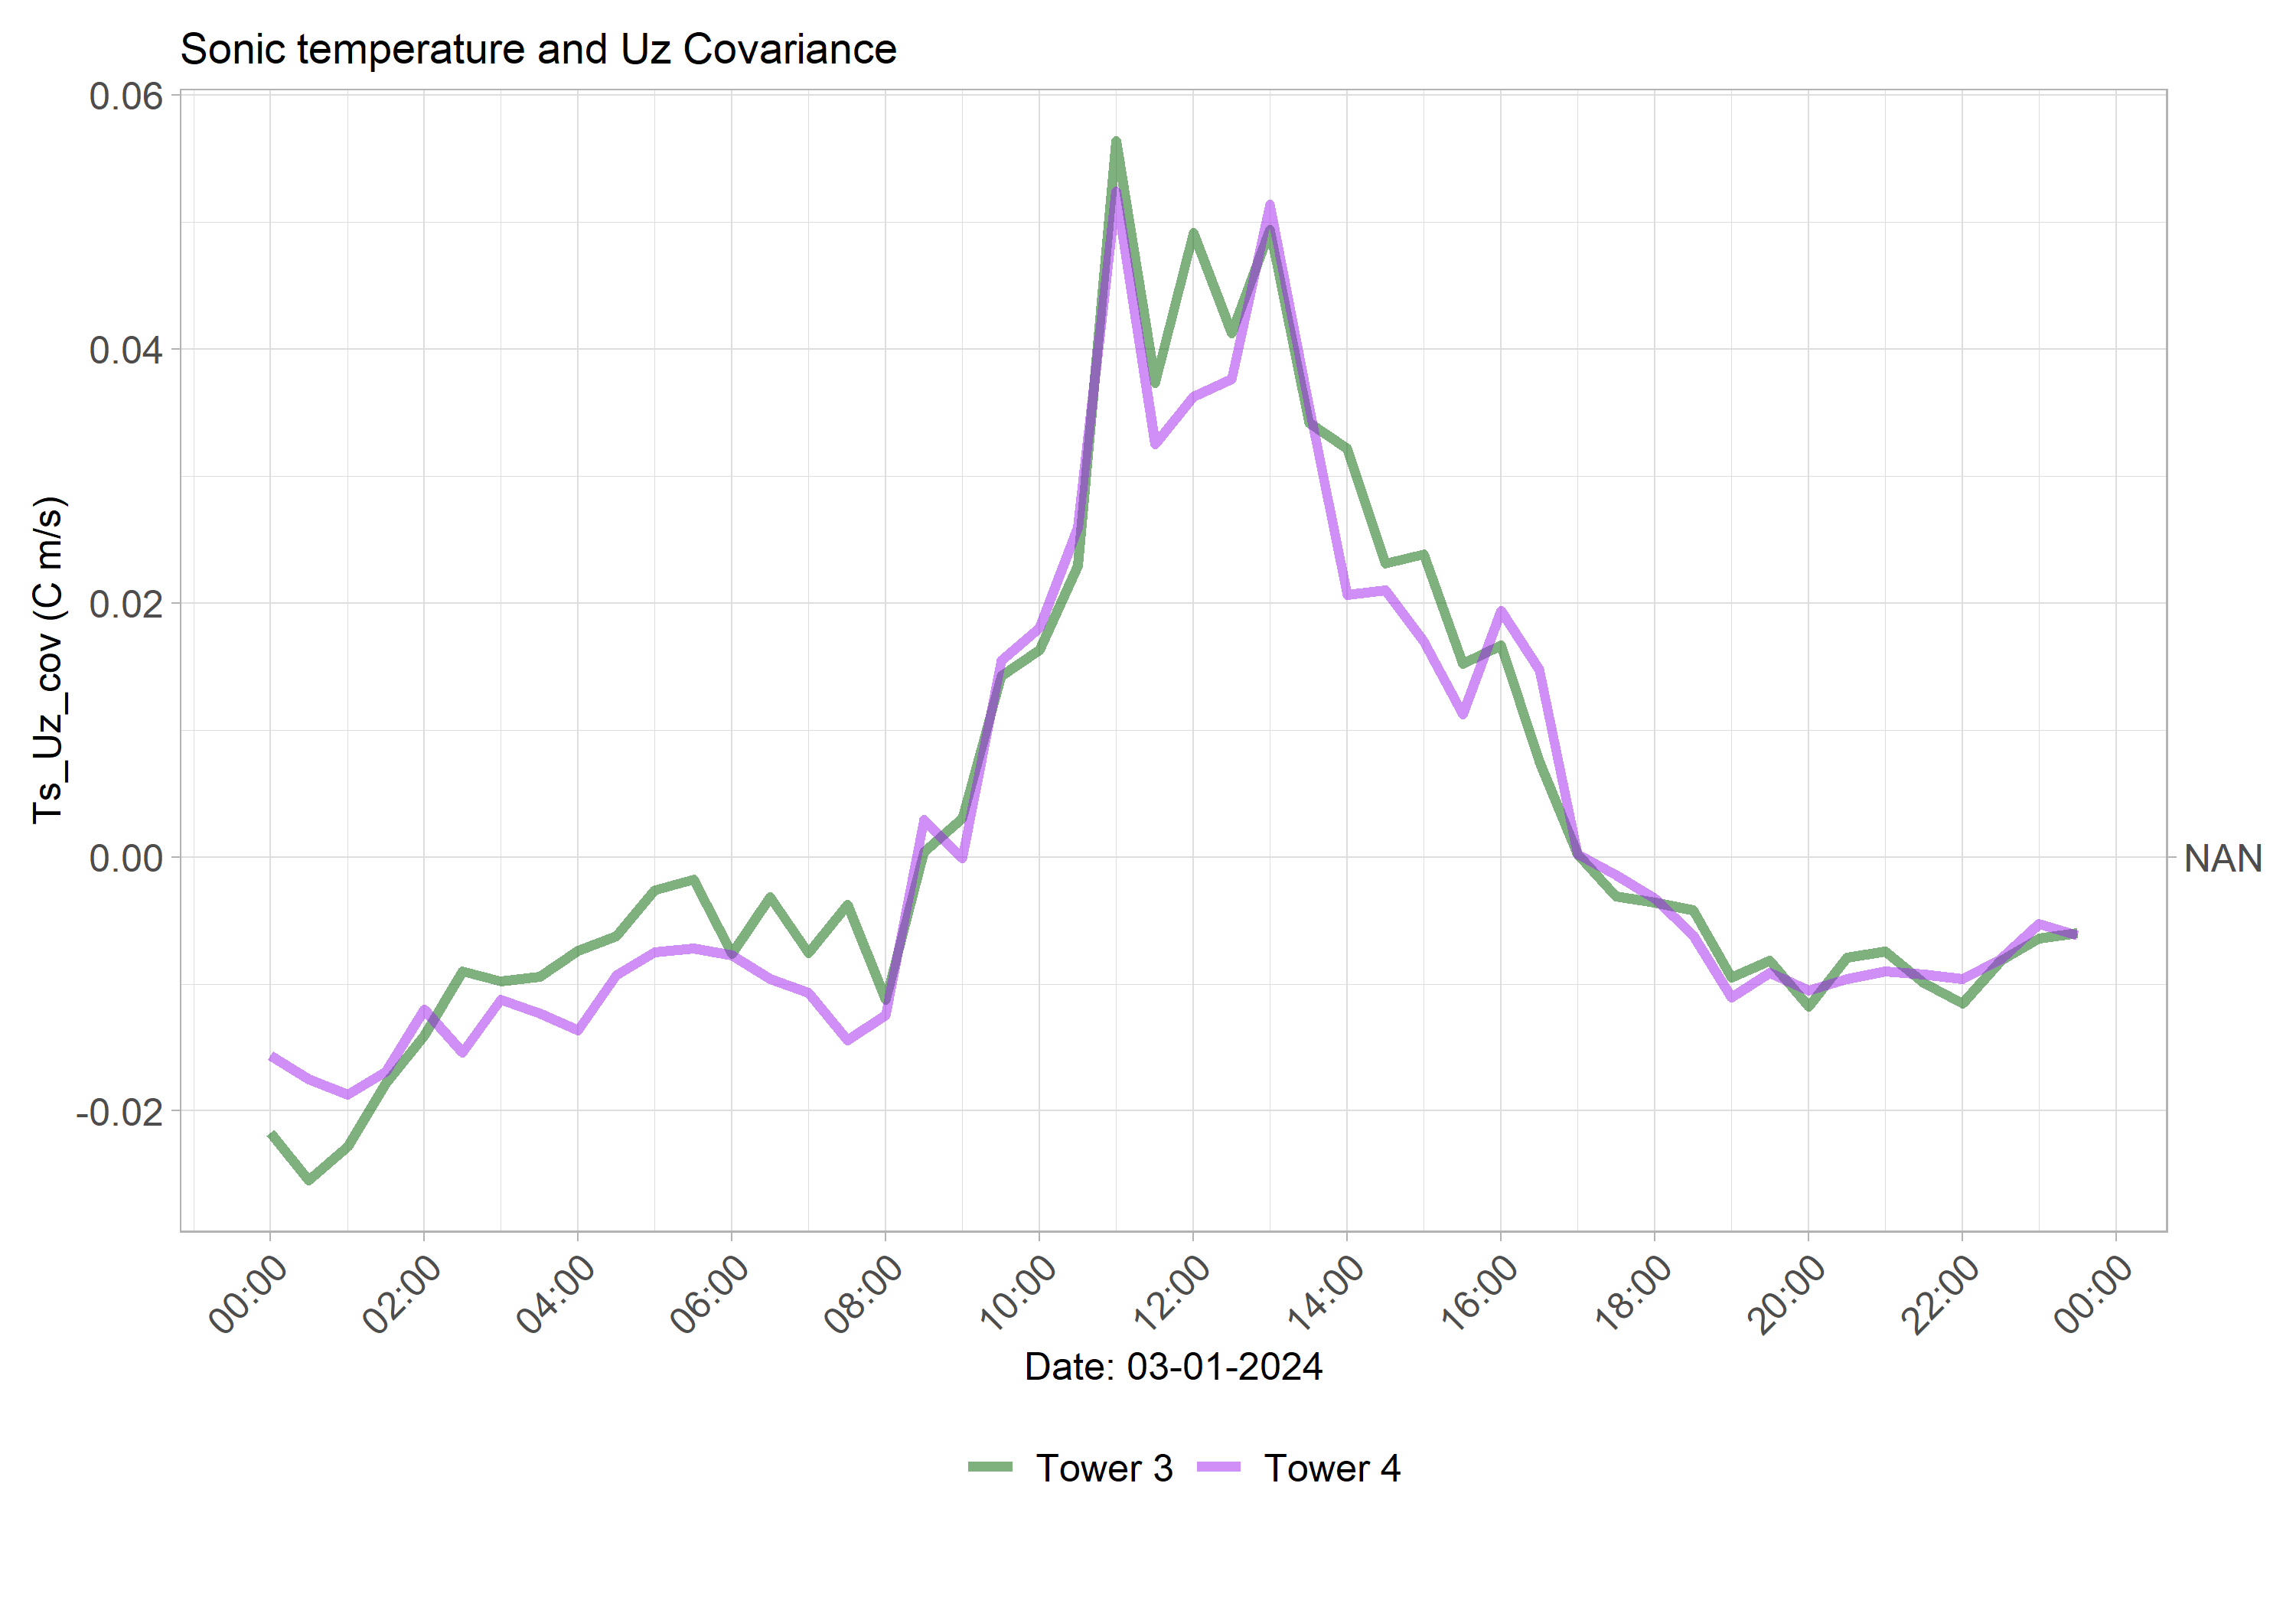 Sonic temperature and Uz Covariance
0.06
0.04
0.02
0.00
-0.02
Ts_Uz_cov (C m/s)
NAN
00:00 02:00 04:00 06:00 08:00 10:00 12:00 14:00 16:00 18:00 20:00 22:00 00:00
Date: 03-01-2024
Tower 3 Tower 4